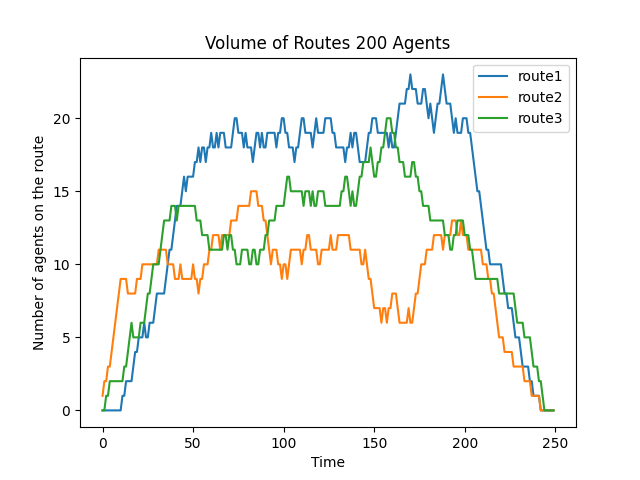 Volume of Routes 200 Agents
route1
route2
route3
Number of agents on the route
20
15
10
5
0
0 50 100 150 200 250
Time